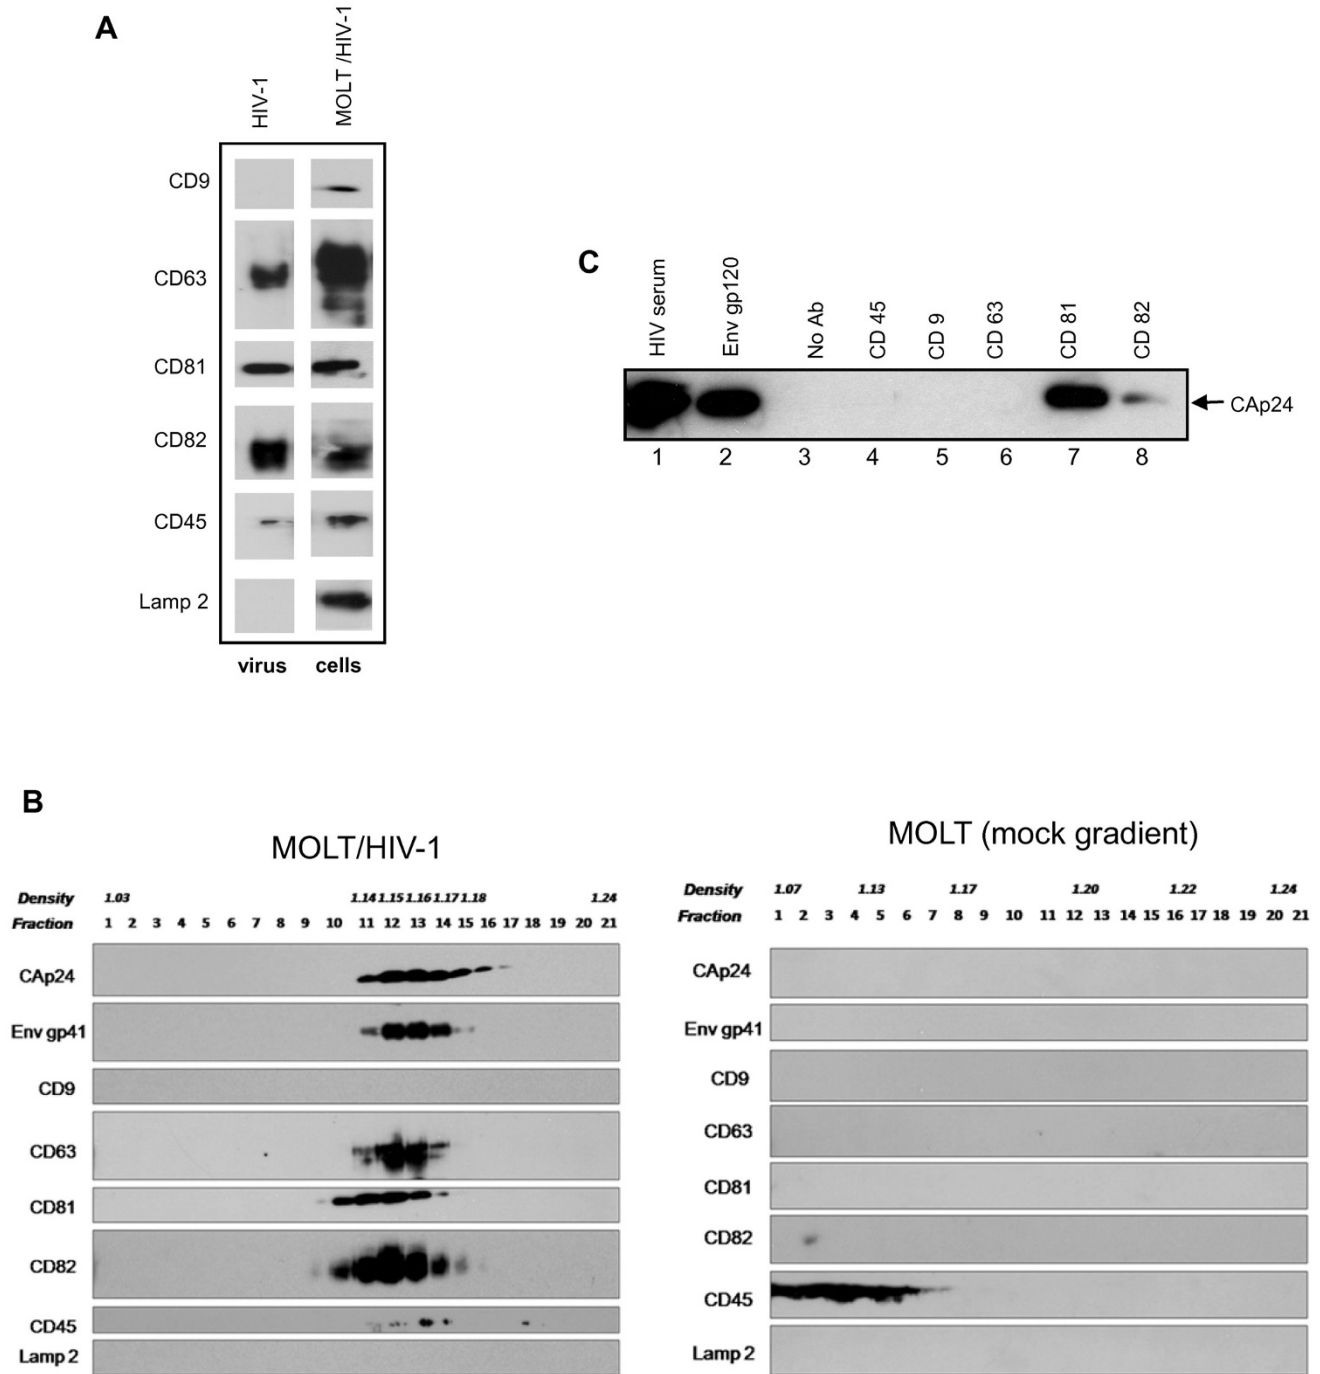 A
HIV-1
MOLT /HIV-1
CD9
CD63
CD81
CD82
CD45
Lamp 2
virus cells
C
HIV serum
Env gp120
No Ab
CD 45
CD 9
CD 63
CD 81
CD 82
CAp24
1 2 3 4 5 6 7 8
B
MOLT/HIV-1
Density 1.03 1.14 1.15 1.16 1.17 1.18 1.24
Fraction 1 2 3 4 5 6 7 8 9 10 11 12 13 14 15 16 17 18 19 20 21
CAp24
Env gp41
CD9
CD63
CD81
CD82
CD45
Lamp 2
MOLT (mock gradient)
Density 1.07 1.13 1.17 1.20 1.22 1.24
Fraction 1 2 3 4 5 6 7 8 9 10 11 12 13 14 15 16 17 18 19 20 21
CAp24
Env gp41
CD9
CD63
CD81
CD82
CD45
Lamp 2